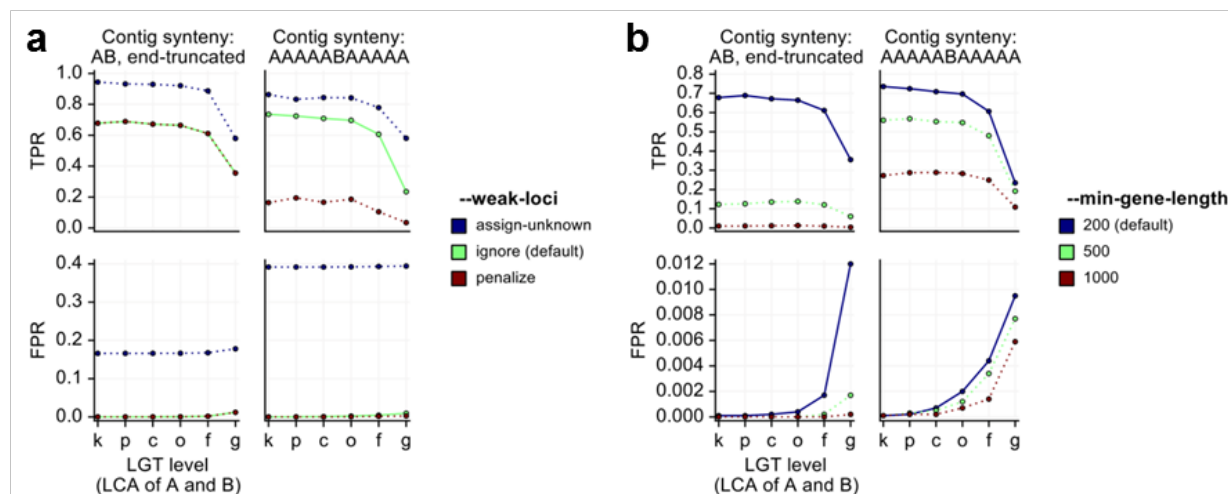 a
Contig synteny:
AB, end-truncated
Contig synteny:
AAAAABAAAAA
TPR
1.0
0.8
0.6
0.4
0.2
0.0
FPR
0.4
0.3
0.2
0.1
0.0
k p c o f g
k p c o f g
LGT level
(LCA of A and B)
--weak-loci
assign-unknown
ignore (default)
penalize
b
Contig synteny:
AB, end-truncated
Contig synteny:
AAAAABAAAAA
TPR
0.8
0.7
0.6
0.5
0.4
0.3
0.2
0.1
0.0
FPR
0.012
0.010
0.008
0.006
0.004
0.002
0.000
k p c o f g
k p c o f g
LGT level
(LCA of A and B)
--min-gene-length
200 (default)
500
1000